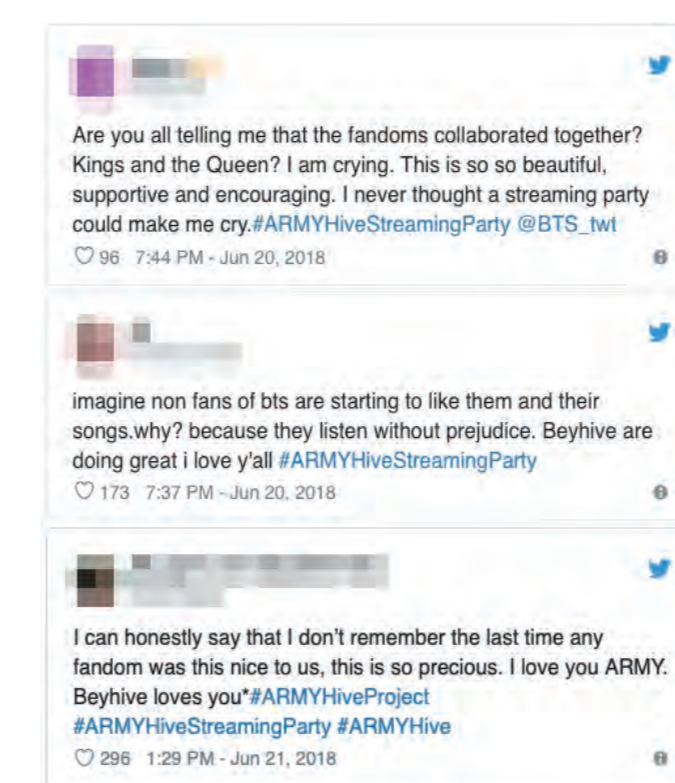 Are you all telling me that the fandoms collaborated together?
Kings and the Queen? I am crying. This is so so beautiful,
supportive and encouraging. I never thought a streaming party
could make me cry.#ARMYHiveStreamingParty @BTS_twt
♡ 96 7:44 PM - Jun 20, 2018
imagine non fans of bts are starting to like them and their
songs.why? because they listen without prejudice. Beyhive are
doing great i love y'all #ARMYHiveStreamingParty
♡ 173 7:37 PM - Jun 20, 2018
I can honestly say that I don't remember the last time any
fandom was this nice to us, this is so precious. I love you ARMY.
Beyhive loves you*#ARMYHiveProject
#ARMYHiveStreamingParty #ARMYHive
♡ 296 1:29 PM - Jun 21, 2018